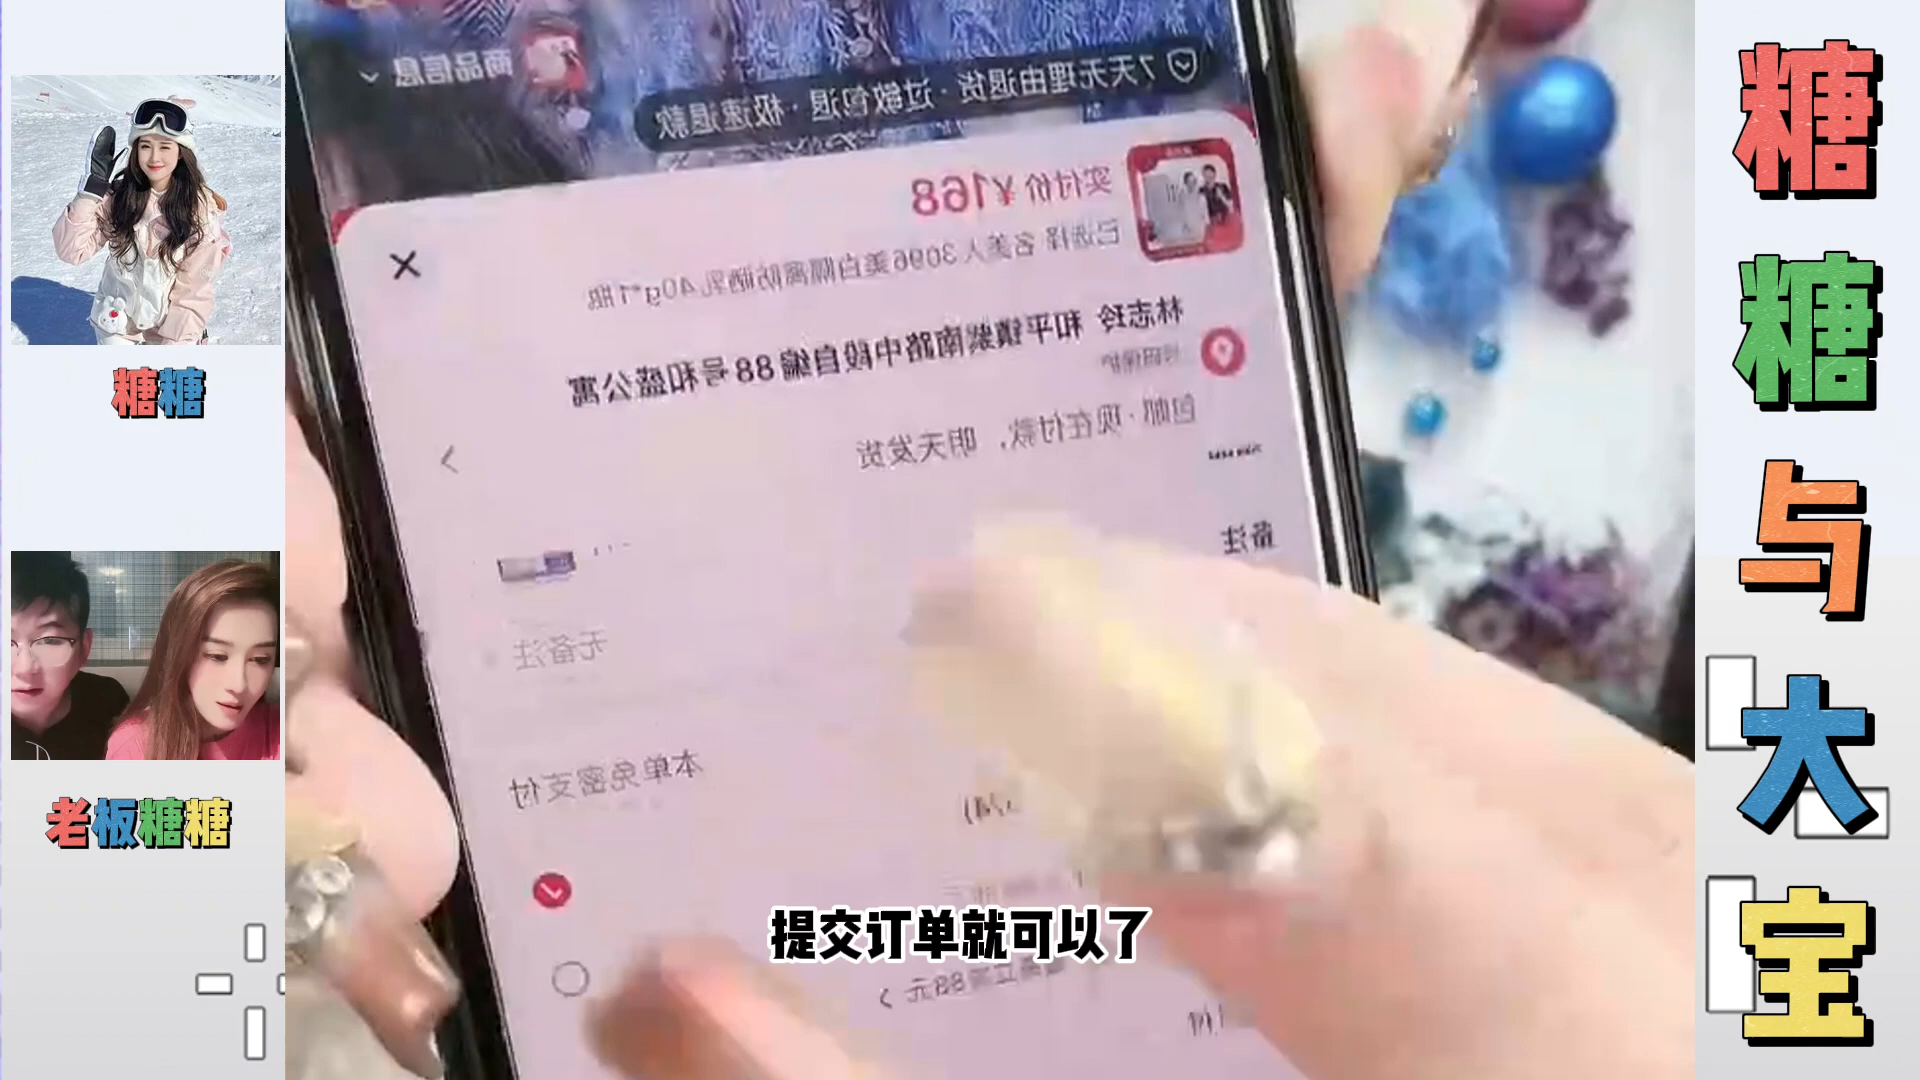 糖糖
老板糖糖
商品信息
7天无理由退货·过敏包退·极速退款
实付价 ¥168
已选择 名美人3096美白隔离防晒乳40g*1瓶
林志玲 和平镇
南路中段自编88号和盛公寓
包邮·现在付款，明天发货
备注
无备注
本单免密支付
提交订单就可以了
88元
糖
糖
与
大
宝